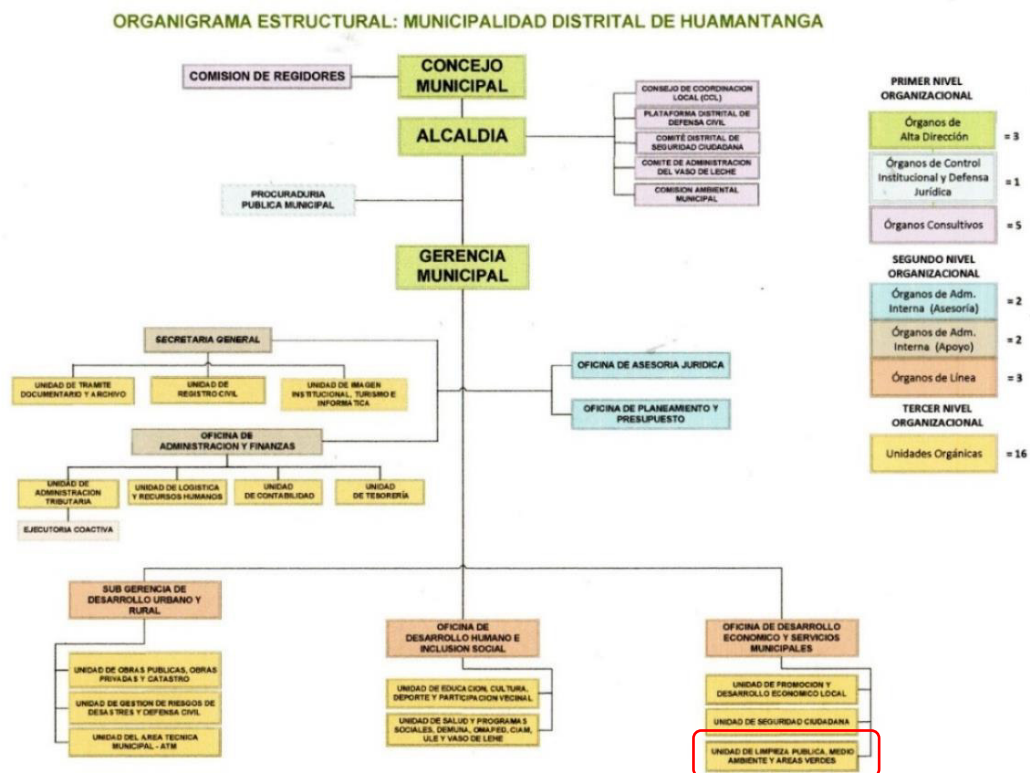 ORGANIGRAMA ESTRUCTURAL: MUNICIPALIDAD DISTRITAL DE HUAMANTANGA
COMISION DE REGIDORES
CONCEJO
MUNICIPAL
ALCALDIA
CONSEJO DE COORDINACION
LOCAL (CCL)
PLATAFORMA DISTRITAL DE
DEFENSA CIVIL
COMITÉ DISTRITAL DE
SEGURIDAD CIUDADANA
COMITE DE ADMINISTRACION
DEL VASO DE LECHE
COMISION AMBIENTAL
MUNICIPAL
PROCURADURIA
PUBLICA MUNICIPAL
GERENCIA
MUNICIPAL
SECRETARIA GENERAL
UNIDAD DE TRAMITE
DOCUMENTARIO Y ARCHIVO
UNIDAD DE
REGISTRO CIVIL
UNIDAD DE IMAGEN
INSTITUCIONAL, TURISMO E
INFORMATICA
OFICINA DE ASESORIA JURIDICA
OFICINA DE PLANEAMIENTO Y
PRESUPUESTO
OFICINA DE
ADMINISTRACION Y FINANZAS
UNIDAD DE
ADMINISTRACION
TRIBUTARIA
UNIDAD DE LOGISTICA
Y RECURSOS HUMANOS
UNIDAD
DE CONTABILIDAD
UNIDAD
DE TESORERÍA
EJECUTORIA COACTIVA
SUB GERENCIA DE
DESARROLLO URBANO Y
RURAL
UNIDAD DE OBRAS PUBLICAS, OBRAS
PRIVADAS Y CATASTRO
UNIDAD DE GESTION DE RIESGOS DE
DESASTRES Y DEFENSA CIVIL
UNIDAD DEL AREA TECNICA
MUNICIPAL - ATM
OFICINA DE
DESARROLLO HUMANO E
INCLUSION SOCIAL
UNIDAD DE EDUCACION, CULTURA,
DEPORTE Y PARTICIPACION VECINAL
UNIDAD DE SALUD Y PROGRAMAS
SOCIALES, DEMUNA, OMAPED, CIAM,
ULE Y VASO DE LEHE
OFICINA DE DESARROLLO
ECONOMICO Y SERVICIOS
MUNICIPALES
UNIDAD DE PROMOCION Y
DESARROLLO ECONOMICO LOCAL
UNIDAD DE SEGURIDAD CIUDADANA
UNIDAD DE LIMPIEZA PUBLICA, MEDIO
AMBIENTE Y AREAS VERDES
PRIMER NIVEL
ORGANIZACIONAL
Órganos de
Alta Dirección
= 3
Órganos de Control
Institucional y Defensa
Jurídica
= 1
Órganos Consultivos
= 5
SEGUNDO NIVEL
ORGANIZACIONAL
Órganos de Adm.
Interna (Asesoría)
= 2
Órganos de Adm.
Interna (Apoyo)
= 2
Órganos de Línea
= 3
TERCER NIVEL
ORGANIZACIONAL
Unidades Orgánicas
= 16